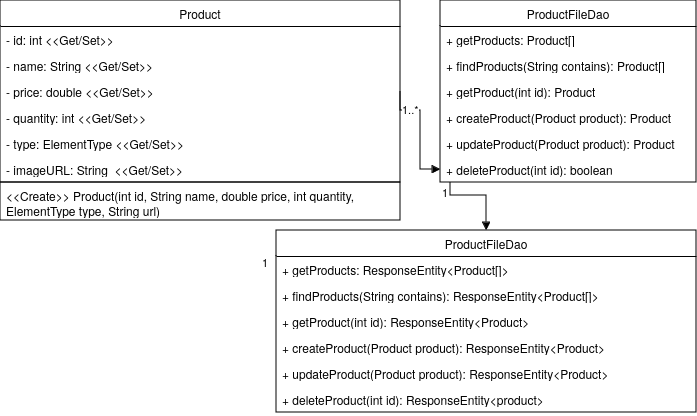 Product
- id: int <<Get/Set>>
- name: String <<Get/Set>>
- price: double <<Get/Set>>
- quantity: int <<Get/Set>>
- type: ElementType <<Get/Set>>
- imageURL: String <<Get/Set>>
<<Create>> Product(int id, String name, double price, int quantity,
ElementType type, String url)
1..*
ProductFileDao
+ getProducts: Product[]
+ findProducts(String contains): Product[]
+ getProduct(int id): Product
+ createProduct(Product product): Product
+ updateProduct(Product product): Product
+ deleteProduct(int id): boolean
1
1
ProductFileDao
+ getProducts: ResponseEntity<Product[]>
+ findProducts(String contains): ResponseEntity<Product[]>
+ getProduct(int id): ResponseEntity<Product>
+ createProduct(Product product): ResponseEntity<Product>
+ updateProduct(Product product): ResponseEntity<Product>
+ deleteProduct(int id): ResponseEntity<product>